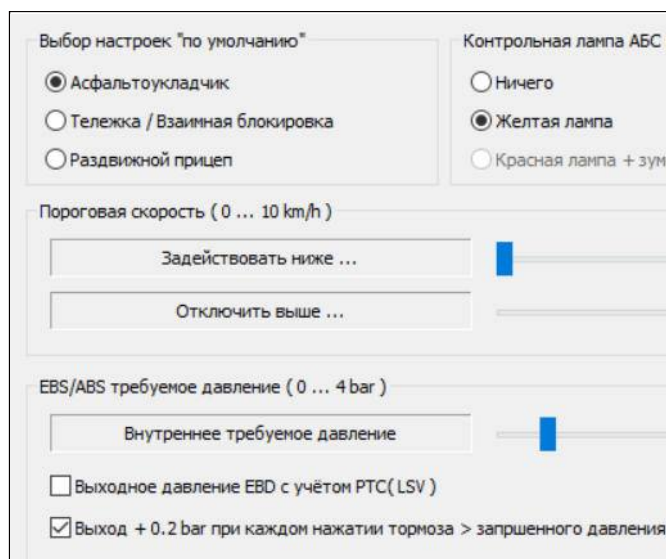 Выбор настроек "по умолчанию"
Асфальтоукладчик
Тележка / Взаимная блокировка
Раздвижной прицеп
Контрольная лампа АБС
Ничего
Желтая лампа
Красная лампа + зум
Пороговая скорость ( 0 ... 10 km/h )
Задействовать ниже ...
Отключить выше ...
EBS/ABS требуемое давление ( 0 ... 4 bar )
Внутреннее требуемое давление
Выходное давление EBD с учётом PTC( LSV )
Выход + 0.2 bar при каждом нажатии тормоза > запршенного давления